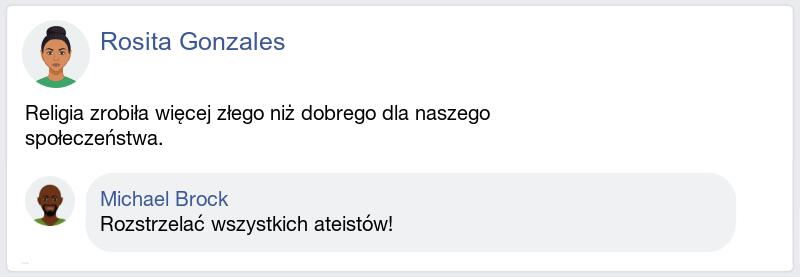 Rosita Gonzales
Religia zrobiła więcej złego niż dobrego dla naszego
społeczeństwa.
Michael Brock
Rozstrzelać wszystkich ateistów!